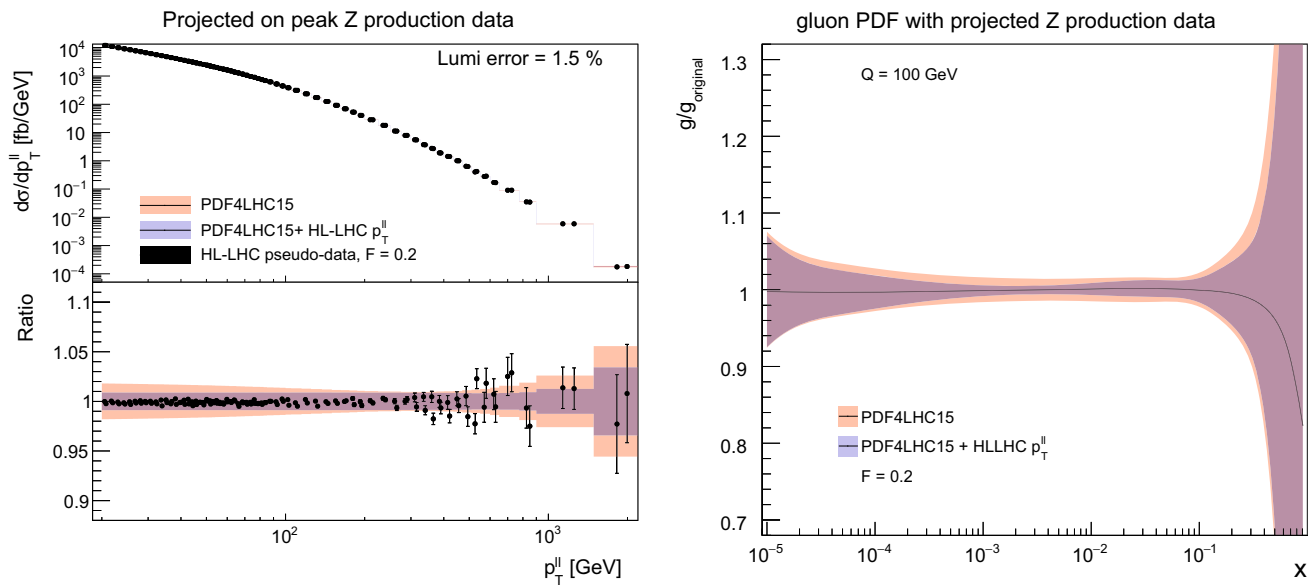 Projected on peak Z production data
dσ/dp_T^ll [fb/GeV]
10^4
10^3
10^2
10
1
10^−1
10^−2
10^−3
10^−4
Lumi error = 1.5 %
PDF4LHC15
PDF4LHC15+ HL-LHC p_T^ll
HL-LHC pseudo-data, F = 0.2
Ratio
1.1
1.05
1
0.95
0.9
10^2
10^3
p_T^ll [GeV]
gluon PDF with projected Z production data
g/g_original
1.3
1.2
1.1
1
0.9
0.8
0.7
Q = 100 GeV
PDF4LHC15
PDF4LHC15 + HLLHC p_T^ll
F = 0.2
10^−5
10^−4
10^−3
10^−2
10^−1
1
x